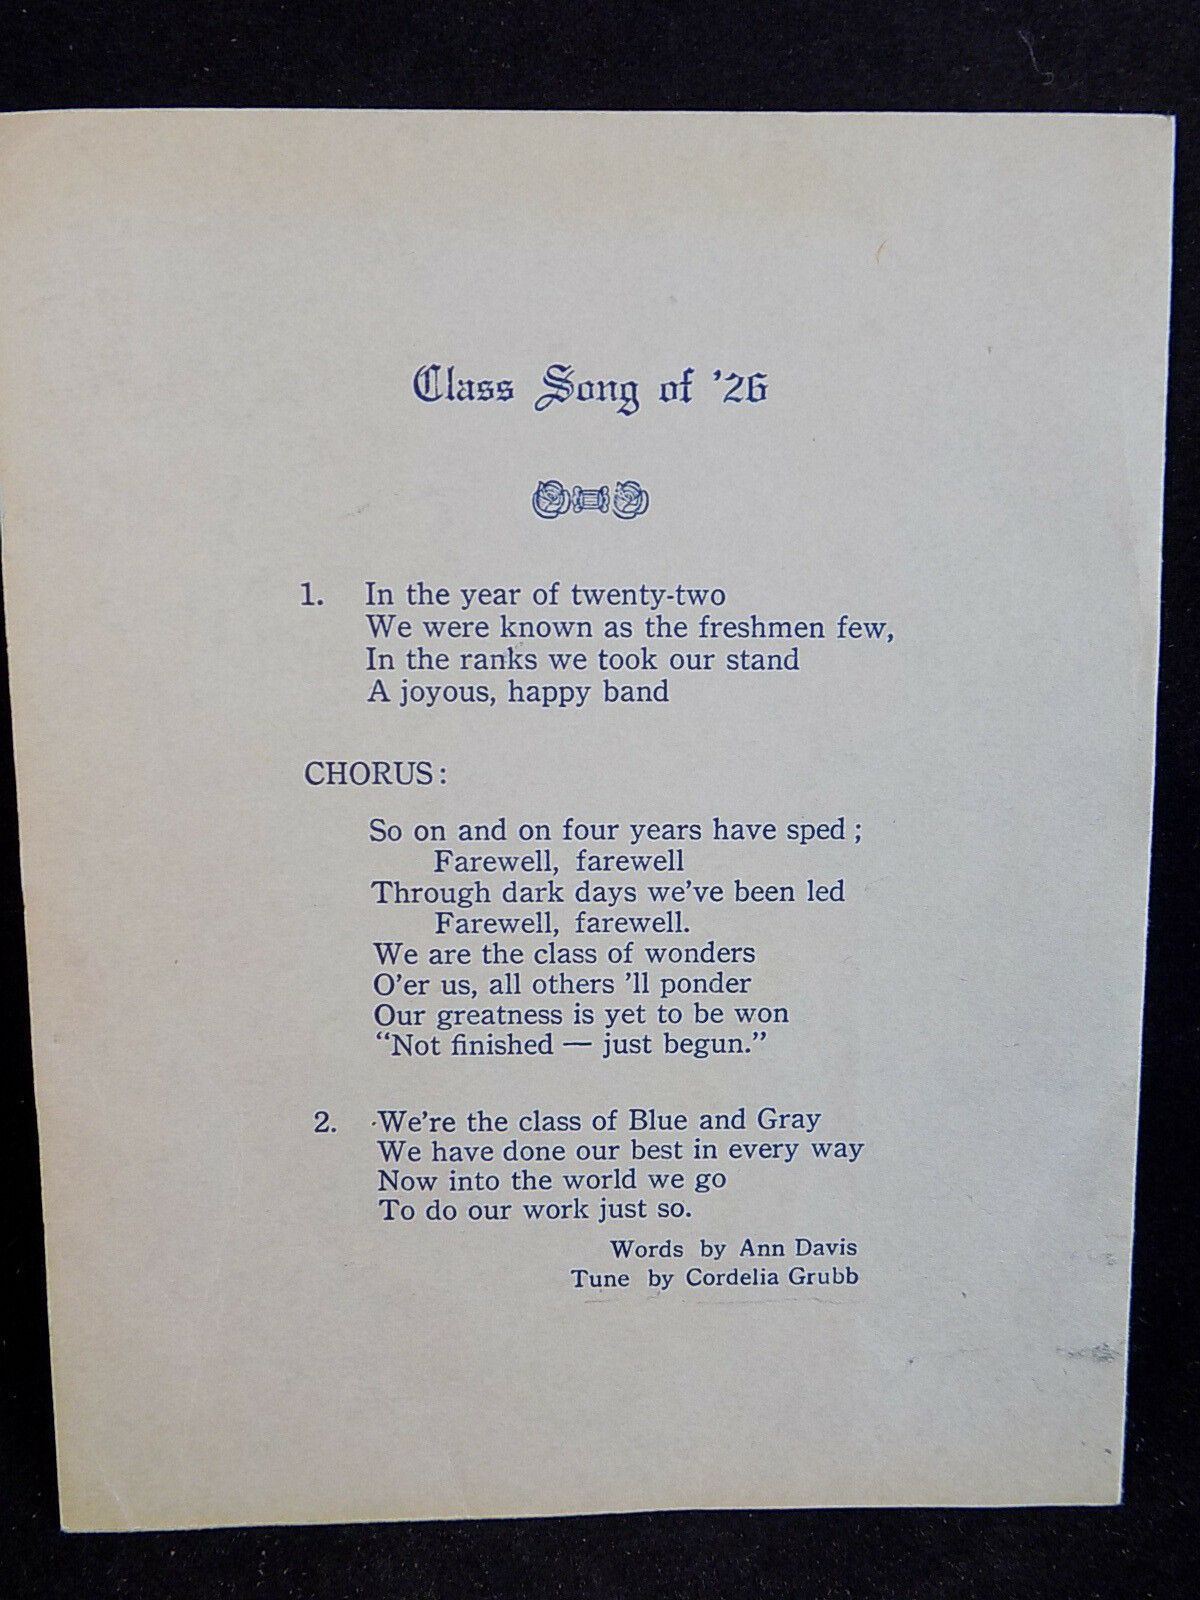 Class Song of '26
1. In the year of twenty-two
We were known as the freshmen few,
In the ranks we took our stand
A joyous, happy band
CHORUS:
So on and on four years have sped;
Farewell, farewell
Through dark days we've been led
Farewell, farewell.
We are the class of wonders
O'er us, all others 'll ponder
Our greatness is yet to be won
"Not finished — just begun."
2. We're the class of Blue and Gray
We have done our best in every way
Now into the world we go
To do our work just so.
Words by Ann Davis
Tune by Cordelia Grubb